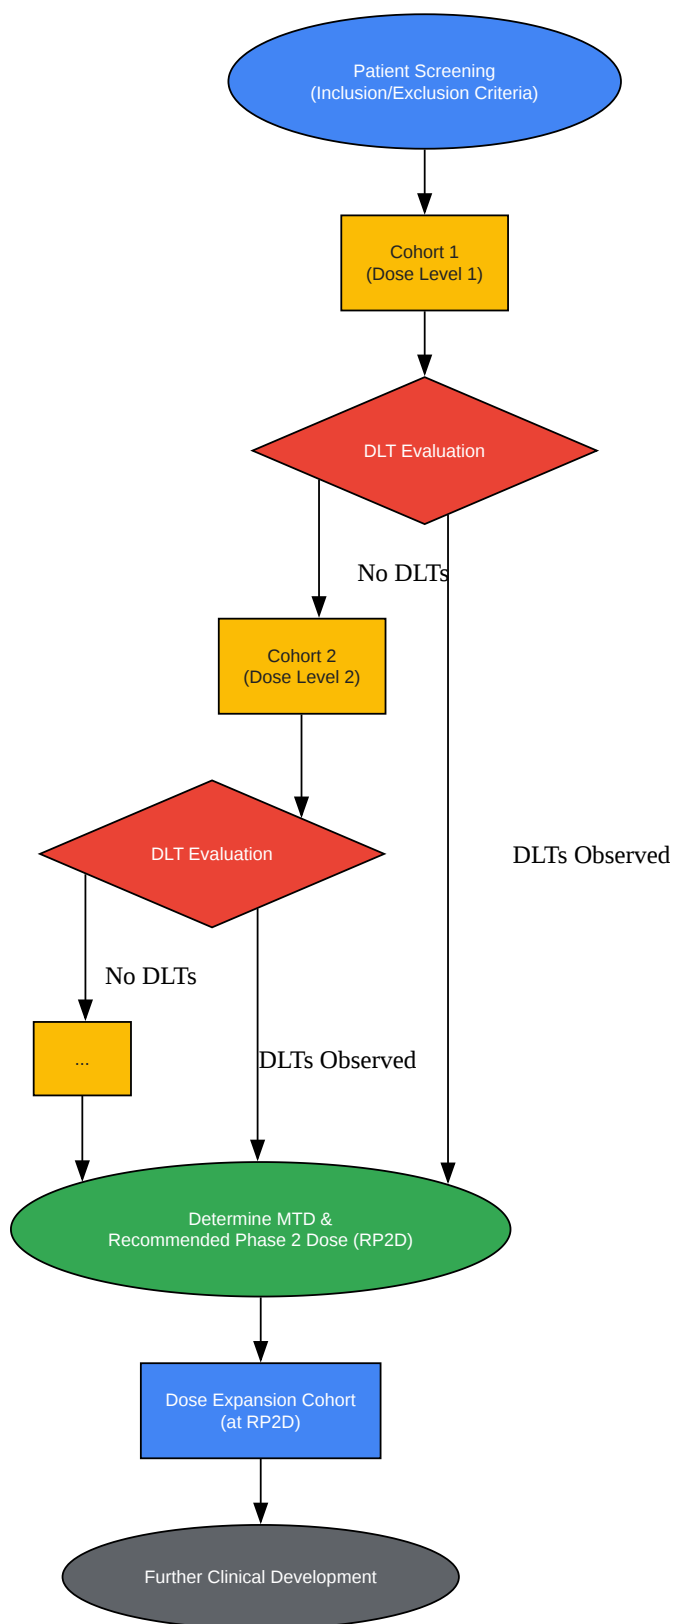 Patient Screening
(Inclusion/Exclusion Criteria)
Cohort 1
(Dose Level 1)
DLT Evaluation
No DLTs
Cohort 2
(Dose Level 2)
DLT Evaluation
DLTs Observed
No DLTs
...
DLTs Observed
Determine MTD &
Recommended Phase 2 Dose (RP2D)
Dose Expansion Cohort
(at RP2D)
Further Clinical Development